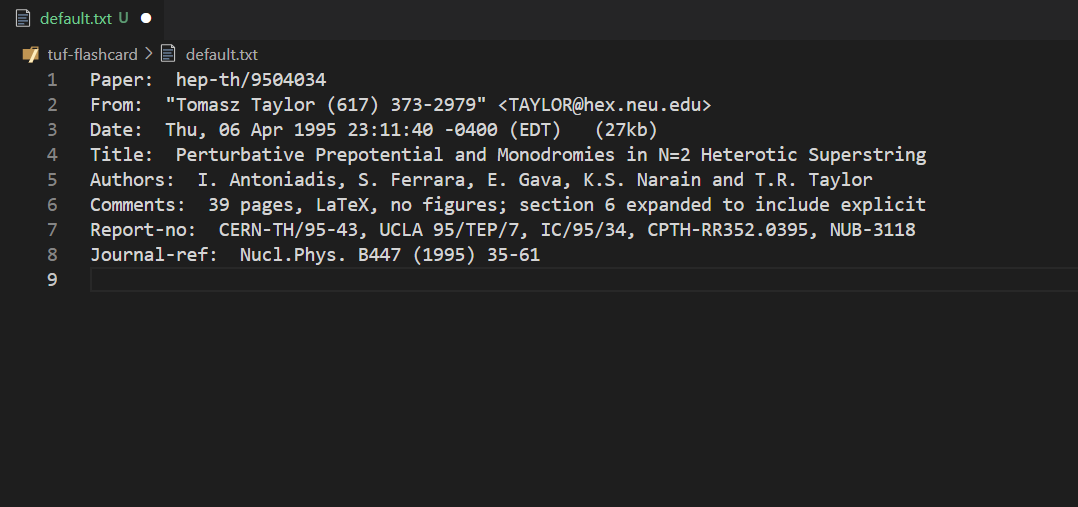 default.txt U
tuf-flashcard > default.txt
1 Paper:  hep-th/9504034
2 From:  "Tomasz Taylor (617) 373-2979" <TAYLOR@hex.neu.edu>
3 Date:  Thu, 06 Apr 1995 23:11:40 -0400 (EDT)   (27kb)
4 Title:  Perturbative Prepotential and Monodromies in N=2 Heterotic Superstring
5 Authors:  I. Antoniadis, S. Ferrara, E. Gava, K.S. Narain and T.R. Taylor
6 Comments:  39 pages, LaTeX, no figures; section 6 expanded to include explicit
7 Report-no:  CERN-TH/95-43, UCLA 95/TEP/7, IC/95/34, CPTH-RR352.0395, NUB-3118
8 Journal-ref:  Nucl.Phys. B447 (1995) 35-61
9